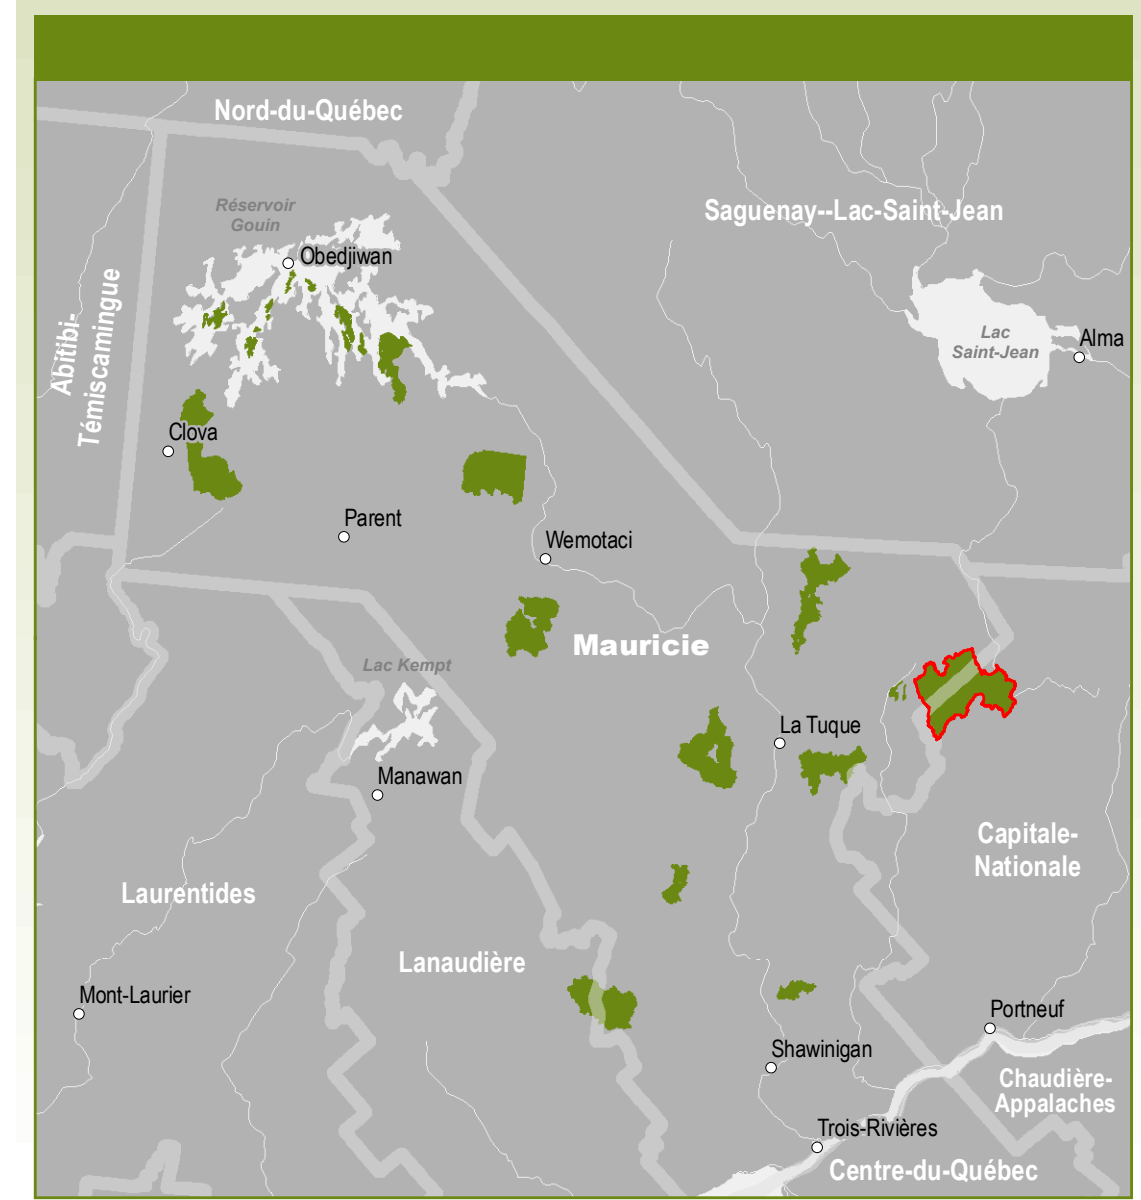 Nord-du-Québec
Réservoir
Gouin
Saguenay--Lac-Saint-Jean
Obedjiwan
Abitibi-
Témiscamingue
Lac
Saint-Jean
Alma
Clova
Parent
Wemotaci
Mauricie
Lac Kempt
La Tuque
Manawan
Capitale-
Nationale
Laurentides
Lanaudière
Mont-Laurier
Portneuf
Shawinigan
Chaudière-
Appalaches
Trois-Rivières
Centre-du-Québec